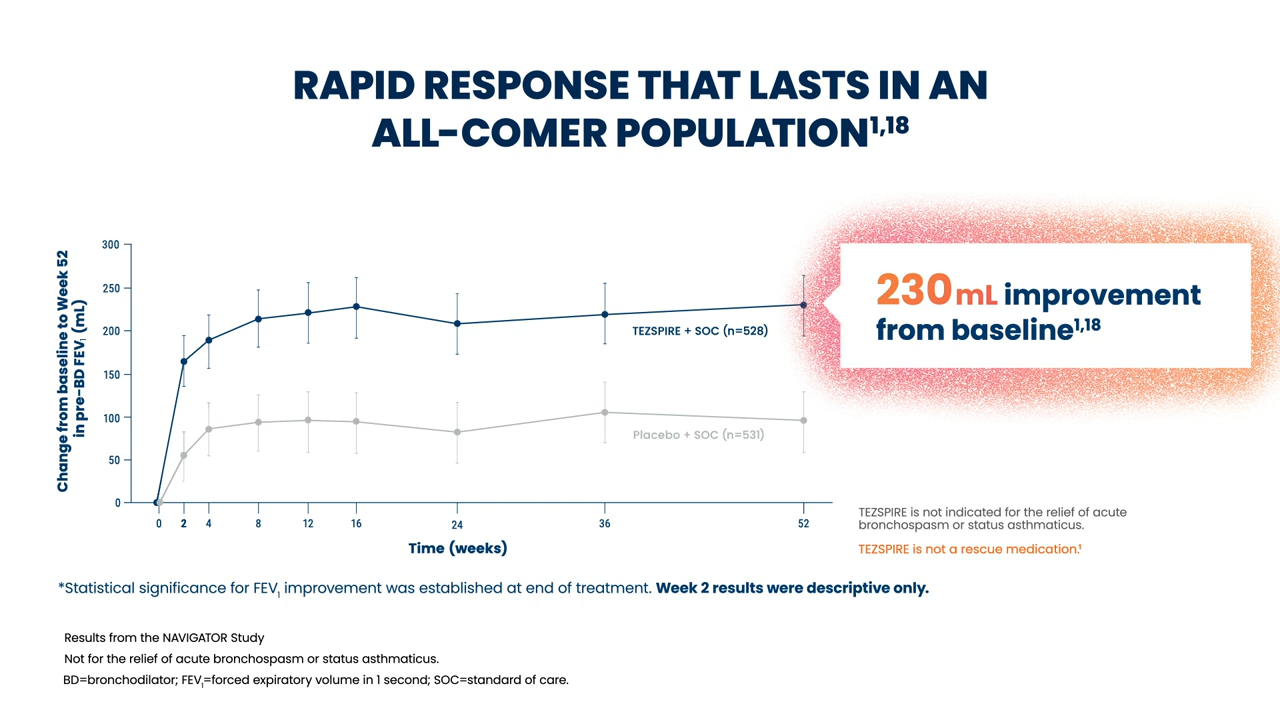 RAPID RESPONSE THAT LASTS IN AN
ALL-COMER POPULATION1,18
Change from baseline to Week 52
in pre-BD FEV1 (mL)
300
250
200
150
100
50
0
TEZSPIRE + SOC (n=528)
Placebo + SOC (n=531)
0 2 4 8 12 16 24 36 52
Time (weeks)
230 mL improvement
from baseline1,18
TEZSPIRE is not indicated for the relief of acute
bronchospasm or status asthmaticus.
TEZSPIRE is not a rescue medication.1
*Statistical significance for FEV1 improvement was established at end of treatment. Week 2 results were descriptive only.
Results from the NAVIGATOR Study
Not for the relief of acute bronchospasm or status asthmaticus.
BD=bronchodilator; FEV1=forced expiratory volume in 1 second; SOC=standard of care.